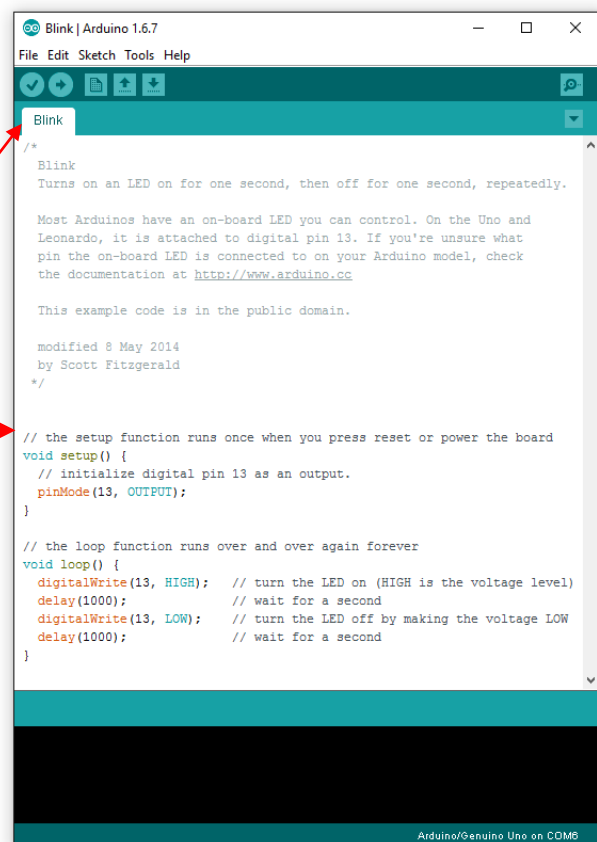 Blink | Arduino 1.6.7
File Edit Sketch Tools Help
Blink
/*
  Blink
  Turns on an LED on for one second, then off for one second, repeatedly.

  Most Arduinos have an on-board LED you can control. On the Uno and
  Leonardo, it is attached to digital pin 13. If you're unsure what
  pin the on-board LED is connected to on your Arduino model, check
  the documentation at http://www.arduino.cc

  This example code is in the public domain.

  modified 8 May 2014
  by Scott Fitzgerald
 */

// the setup function runs once when you press reset or power the board
void setup() {
  // initialize digital pin 13 as an output.
  pinMode(13, OUTPUT);
}

// the loop function runs over and over again forever
void loop() {
  digitalWrite(13, HIGH);   // turn the LED on (HIGH is the voltage level)
  delay(1000);              // wait for a second
  digitalWrite(13, LOW);    // turn the LED off by making the voltage LOW
  delay(1000);              // wait for a second
}
Arduino/Genuino Uno on COM6